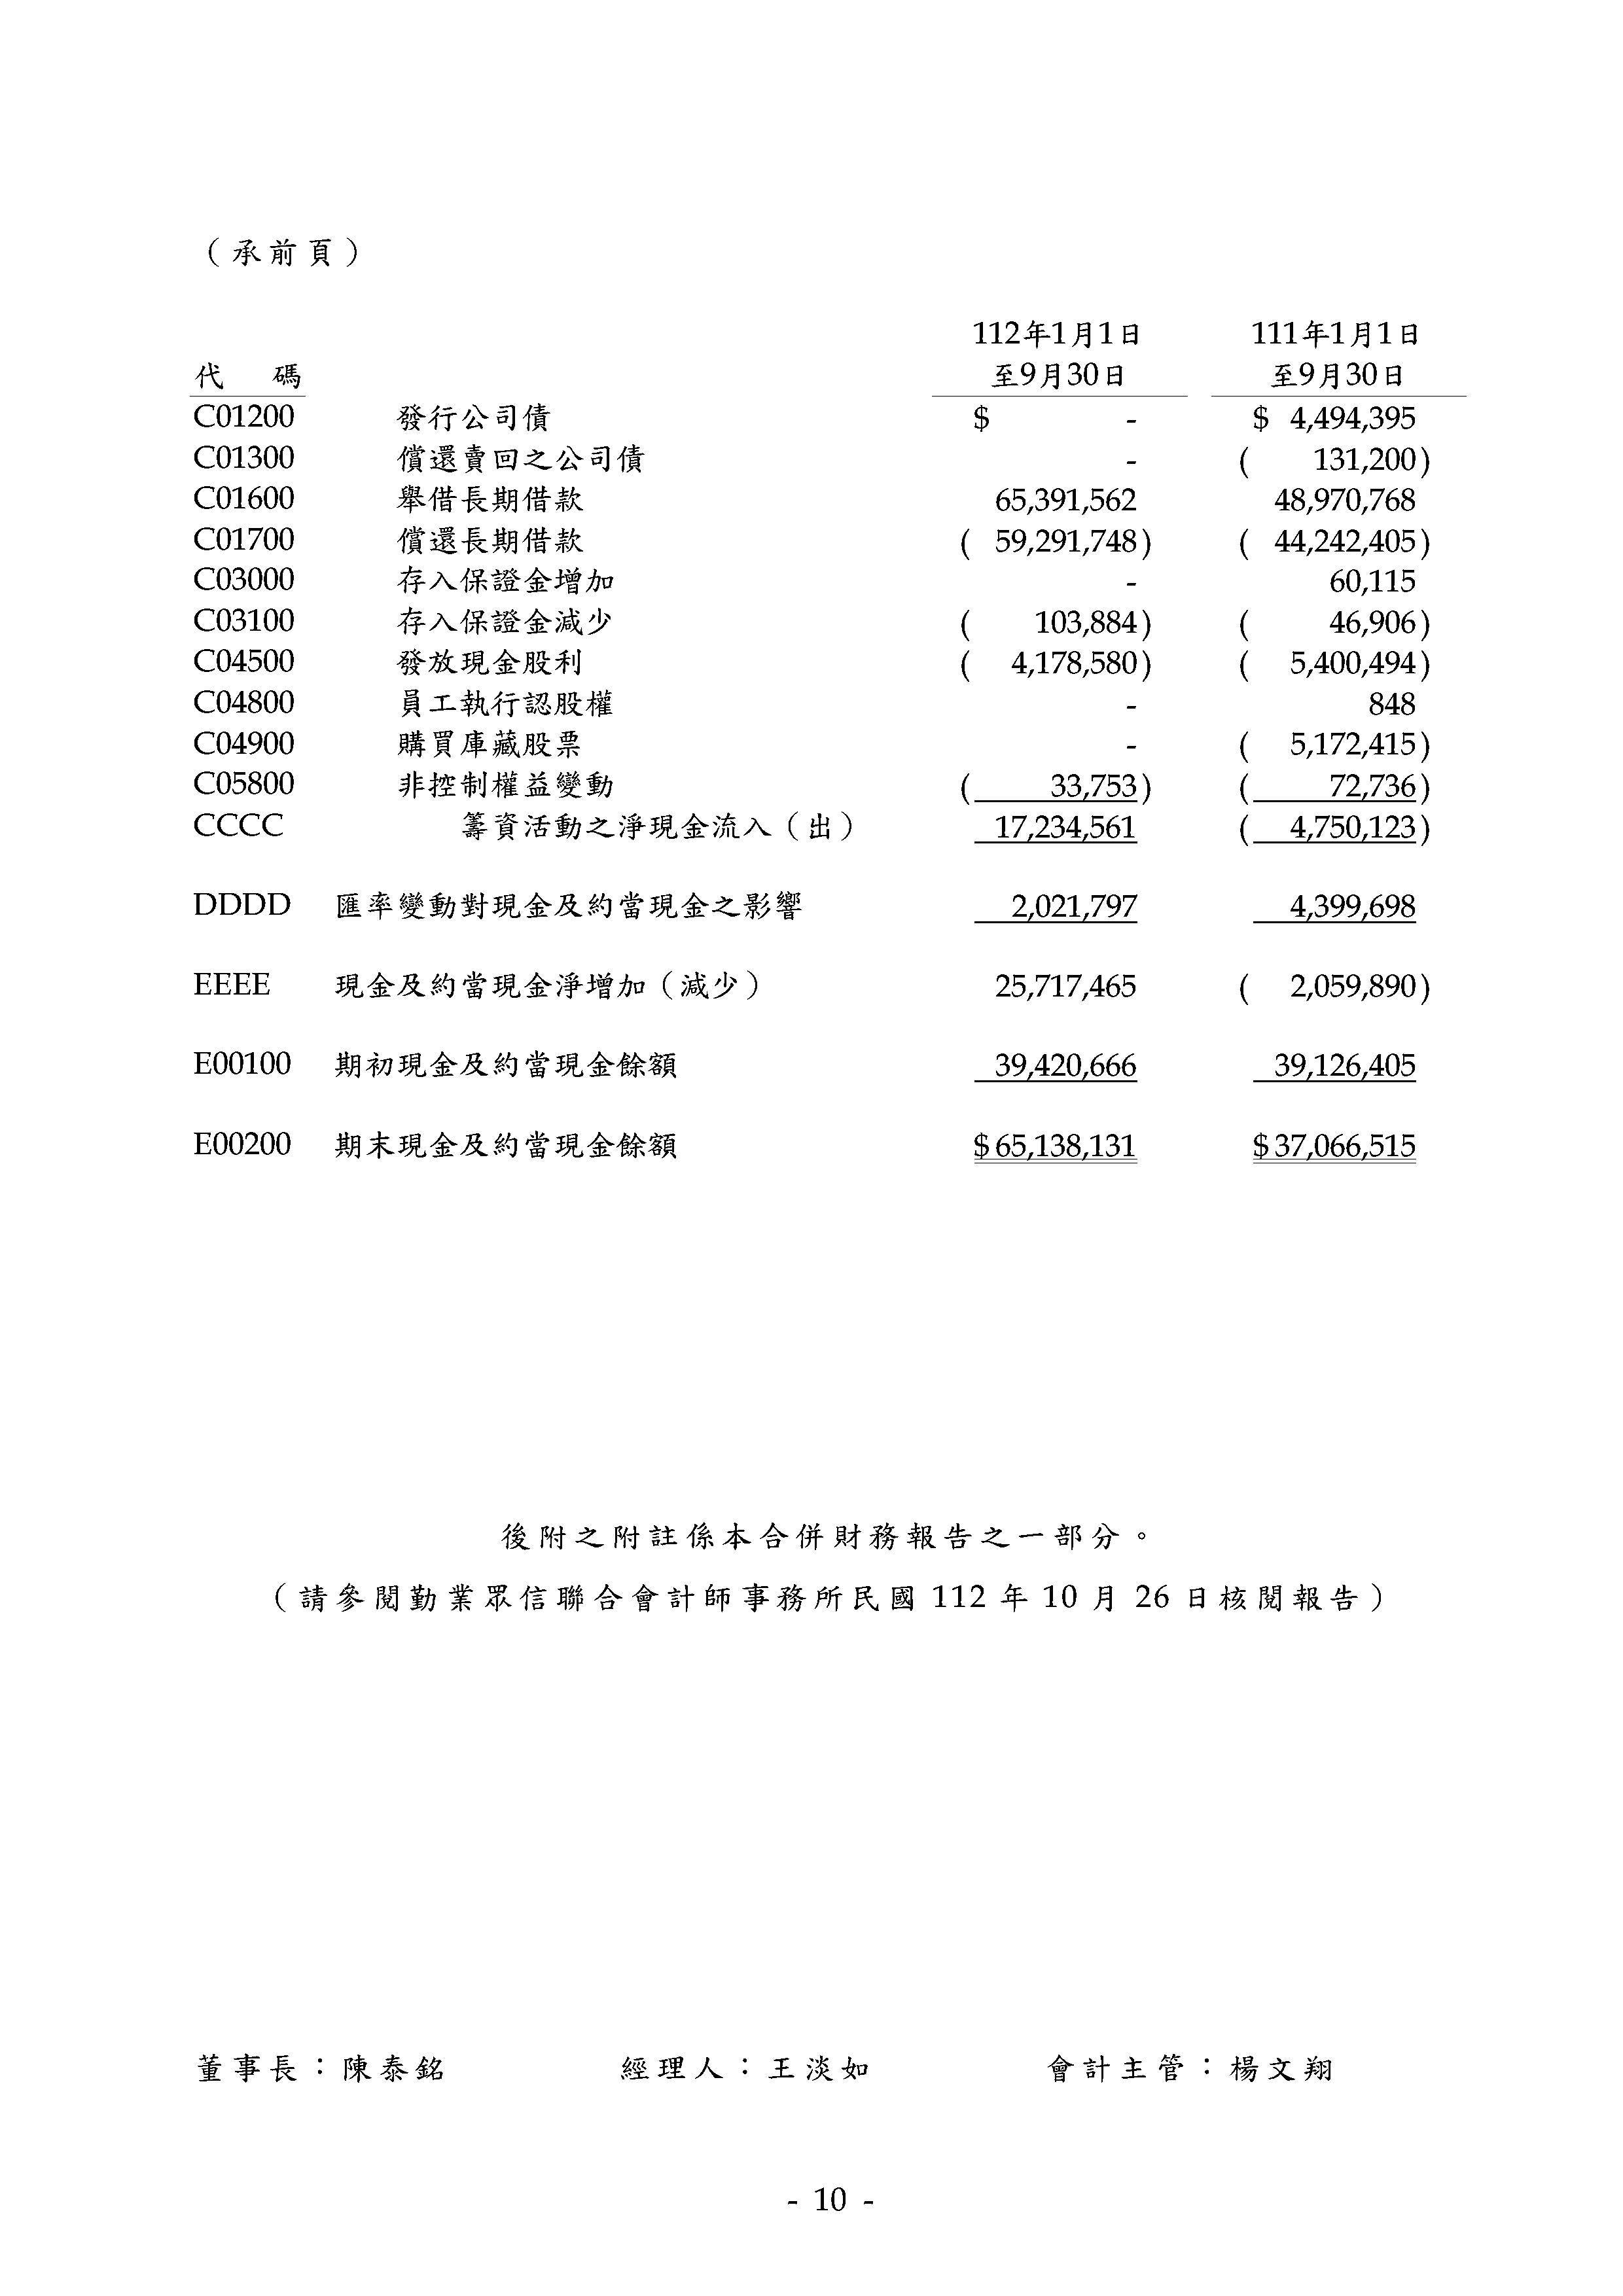 （承前頁）
112年1月1日 111年1月1日
代 碼 至9月30日 至9月30日
C01200 發行公司債 $ - $ 4,494,395
C01300 償還賣回之公司債 - ( 131,200)
C01600 舉借長期借款 65,391,562 48,970,768
C01700 償還長期借款 ( 59,291,748) ( 44,242,405)
C03000 存入保證金增加 - 60,115
C03100 存入保證金減少 ( 103,884) ( 46,906)
C04500 發放現金股利 ( 4,178,580) ( 5,400,494)
C04800 員工執行認股權 - 848
C04900 購買庫藏股票 - ( 5,172,415)
C05800 非控制權益變動 ( 33,753) ( 72,736)
CCCC 籌資活動之淨現金流入（出） 17,234,561 ( 4,750,123)
DDDD 匯率變動對現金及約當現金之影響 2,021,797 4,399,698
EEEE 現金及約當現金淨增加（減少） 25,717,465 ( 2,059,890)
E00100 期初現金及約當現金餘額 39,420,666 39,126,405
E00200 期末現金及約當現金餘額 $ 65,138,131 $ 37,066,515
後附之附註係本合併財務報告之一部分。
（請參閱勤業眾信聯合會計師事務所民國 112 年 10 月 26 日核閱報告）
董事長：陳泰銘 經理人：王淡如 會計主管：楊文翔
- 10 -